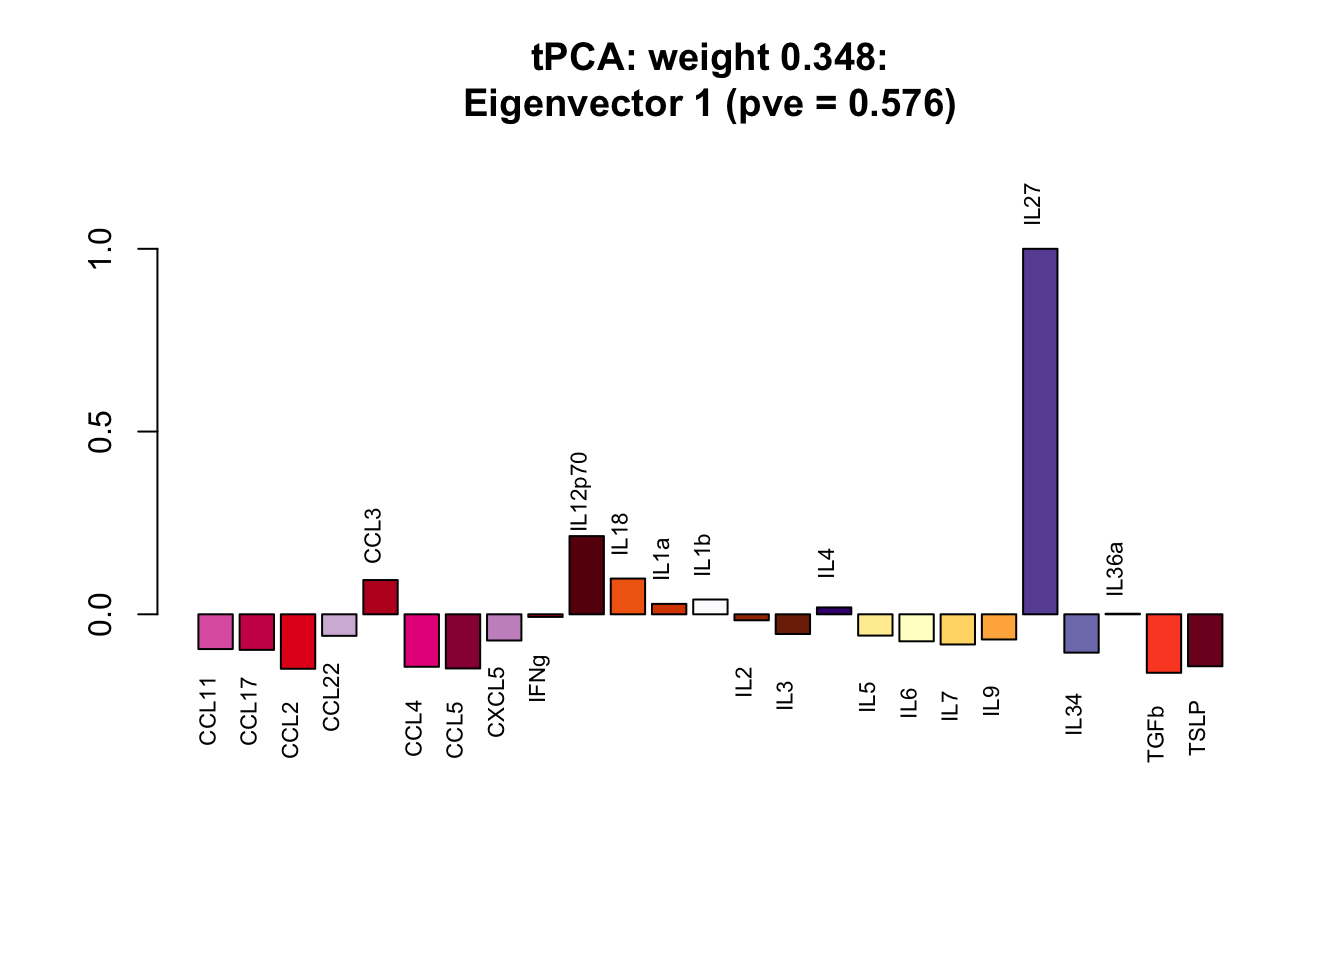 tPCA: weight 0.348:
Eigenvector 1 (pve = 0.576)
1.0
0.5
0.0
CCL11
CCL17
CCL2
CCL22
CCL3
CCL4
CCL5
CXCL5
IFNg
IL12p70
IL18
IL1a
IL1b
IL2
IL3
IL4
IL5
IL6
IL7
IL9
IL27
IL34
IL36a
TGFb
TSLP